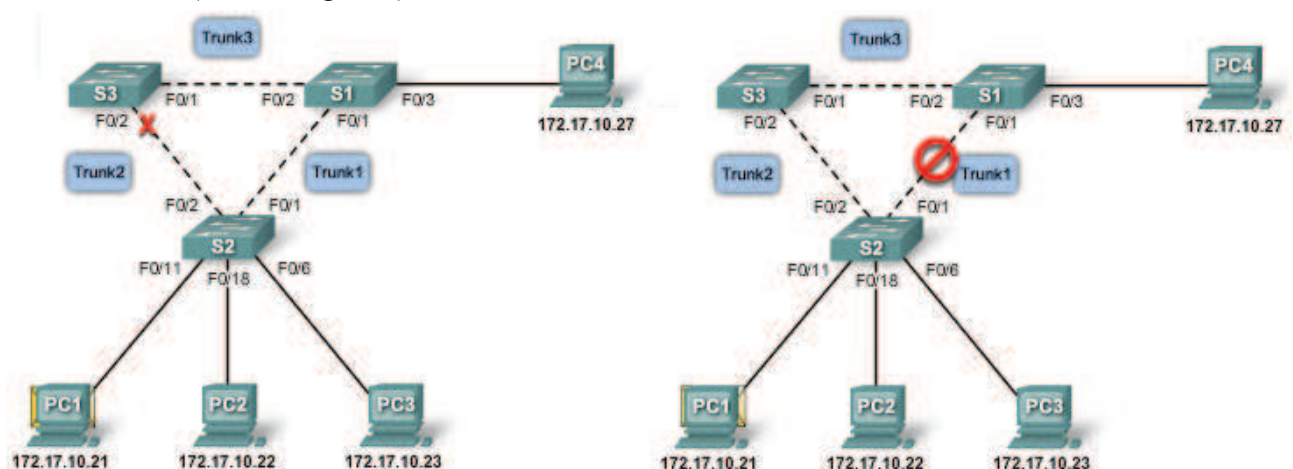 Trunk3
PC4
S3
S1
F0/1
F0/2
F0/3
F0/2
F0/1
172.17.10.27
Trunk2
Trunk1
F0/2
F0/1
S2
F0/11
F0/18
F0/6
PC1
PC2
PC3
172.17.10.21
172.17.10.22
172.17.10.23
Trunk3
PC4
S3
S1
F0/1
F0/2
F0/3
F0/2
F0/1
172.17.10.27
Trunk2
Trunk1
F0/2
F0/1
S2
F0/11
F0/18
F0/6
PC1
PC2
PC3
172.17.10.21
172.17.10.22
172.17.10.23